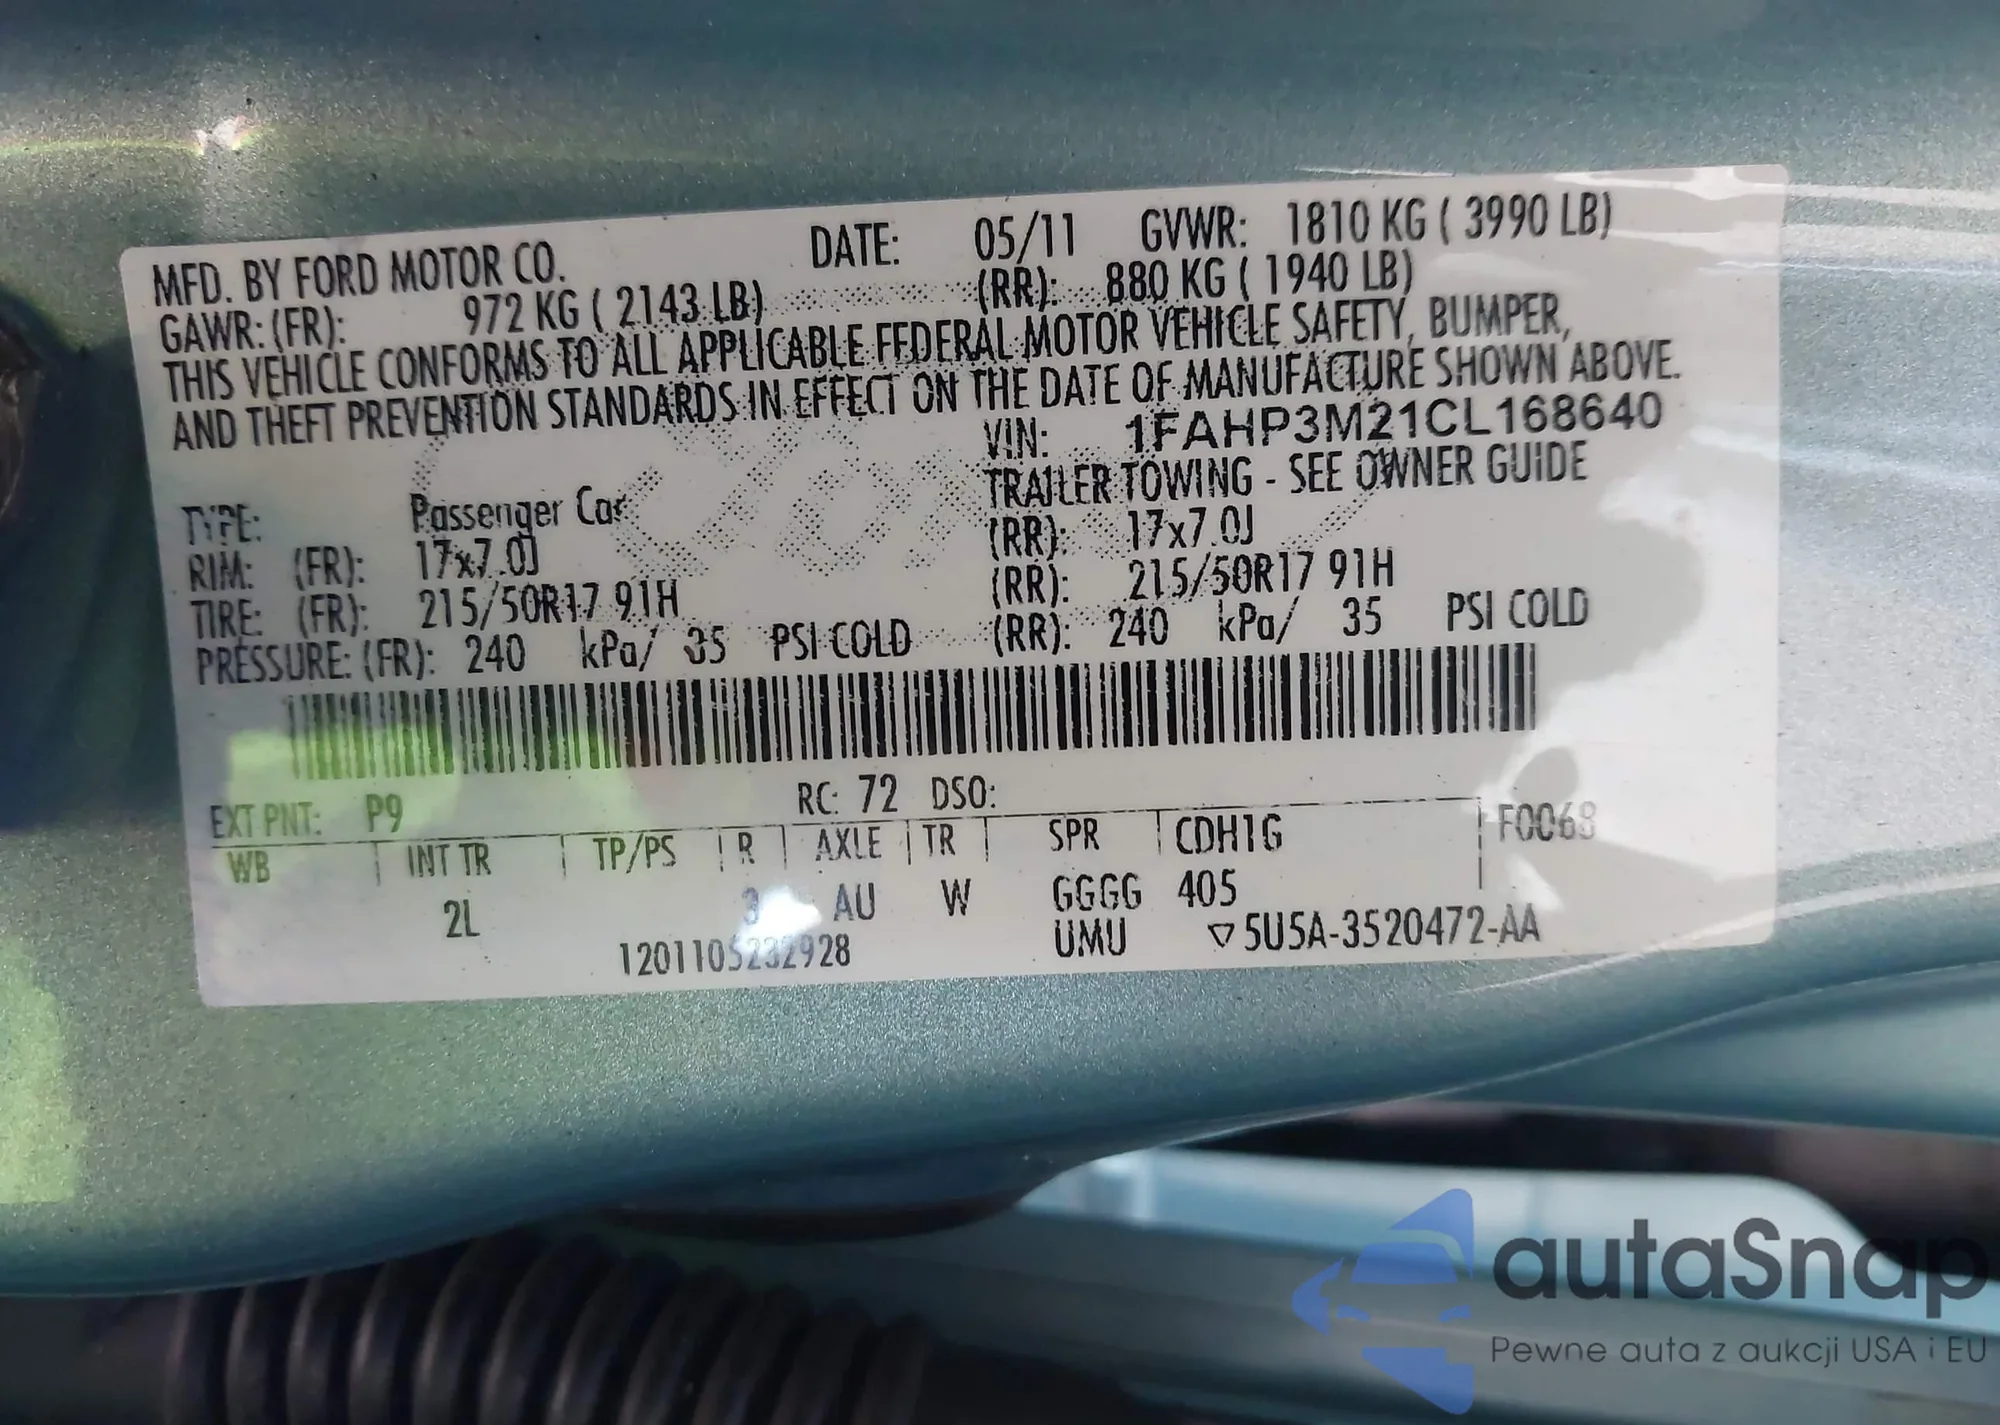 MFD. BY FORD MOTOR CO. DATE: 05/11 GVWR: 1810 KG ( 3990 LB)
GAWR: (FR): 972 KG ( 2143 LB) (RR): 880 KG ( 1940 LB)
THIS VEHICLE CONFORMS TO ALL APPLICABLE FEDERAL MOTOR VEHICLE SAFETY, BUMPER,
AND THEFT PREVENTION STANDARDS IN EFFECT ON THE DATE OF MANUFACTURE SHOWN ABOVE.
VIN: 1FAHP3M21CL168640
TYPE: Passenger Car TRAILER TOWING - SEE OWNER GUIDE
RIM: (FR): 17x7.0J (RR): 17x7.0J
TIRE: (FR): 215/50R17 91H (RR): 215/50R17 91H
PRESSURE: (FR): 240 kPa/ 35 PSI COLD (RR): 240 kPa/ 35 PSI COLD
EXT PNT: P9 RC: 72 DSO: F0068
WB INT TR TP/PS R AXLE TR SPR CDH1G
2L 3 AU W GGGG 405
1201105232928 UMU ▽5U5A-3520472-AA
autaSnap
Pewne auta z aukcji USA i EU